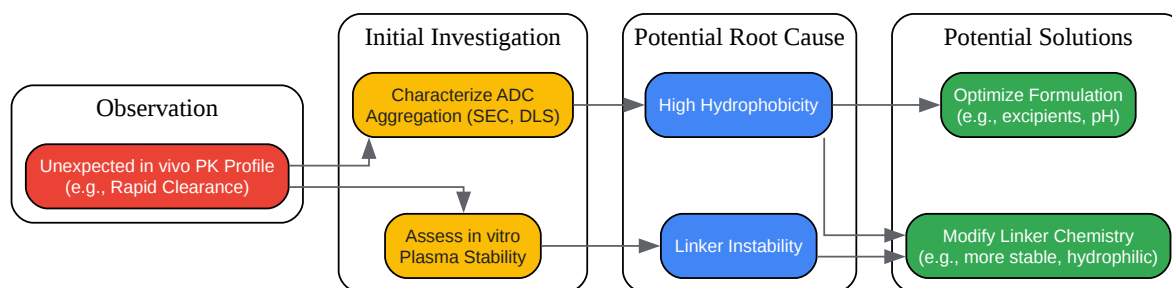 Observation
Unexpected in vivo PK Profile
(e.g., Rapid Clearance)
Initial Investigation
Characterize ADC
Aggregation (SEC, DLS)
Assess in vitro
Plasma Stability
Potential Root Cause
High Hydrophobicity
Linker Instability
Potential Solutions
Optimize Formulation
(e.g., excipients, pH)
Modify Linker Chemistry
(e.g., more stable, hydrophilic)